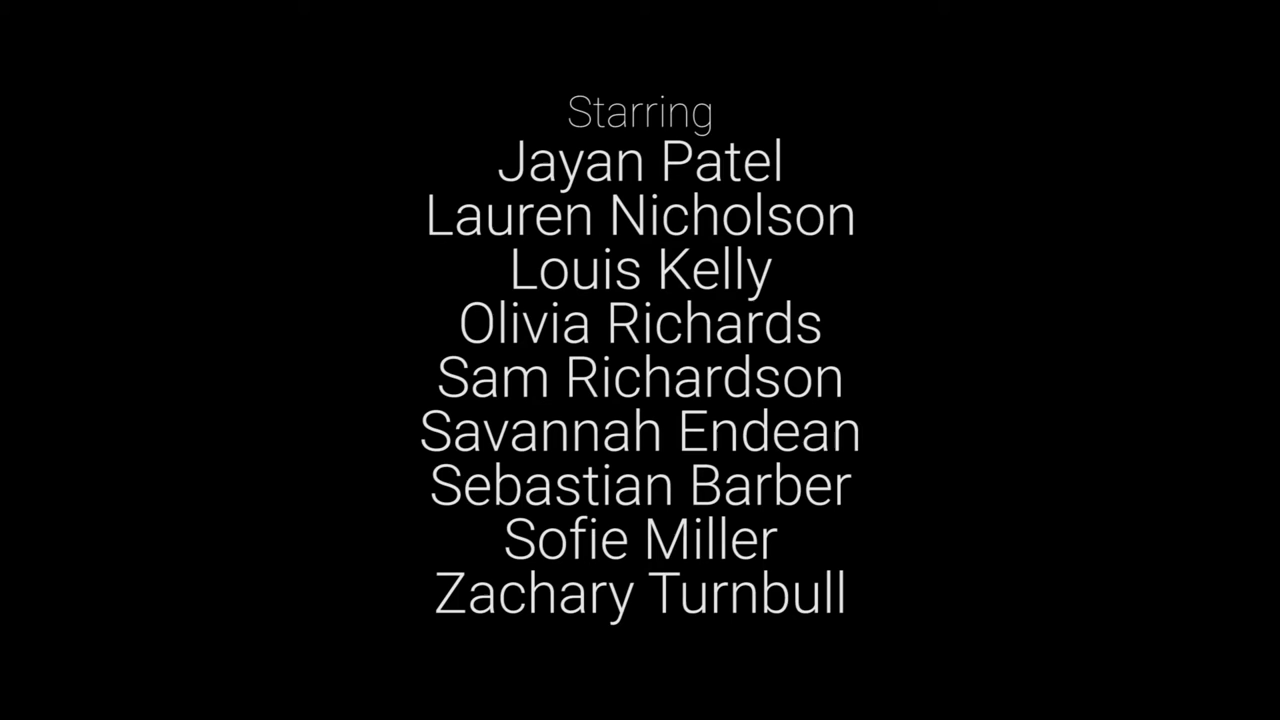 Starring
Jayan Patel
Lauren Nicholson
Louis Kelly
Olivia Richards
Sam Richardson
Savannah Endean
Sebastian Barber
Sofie Miller
Zachary Turnbull